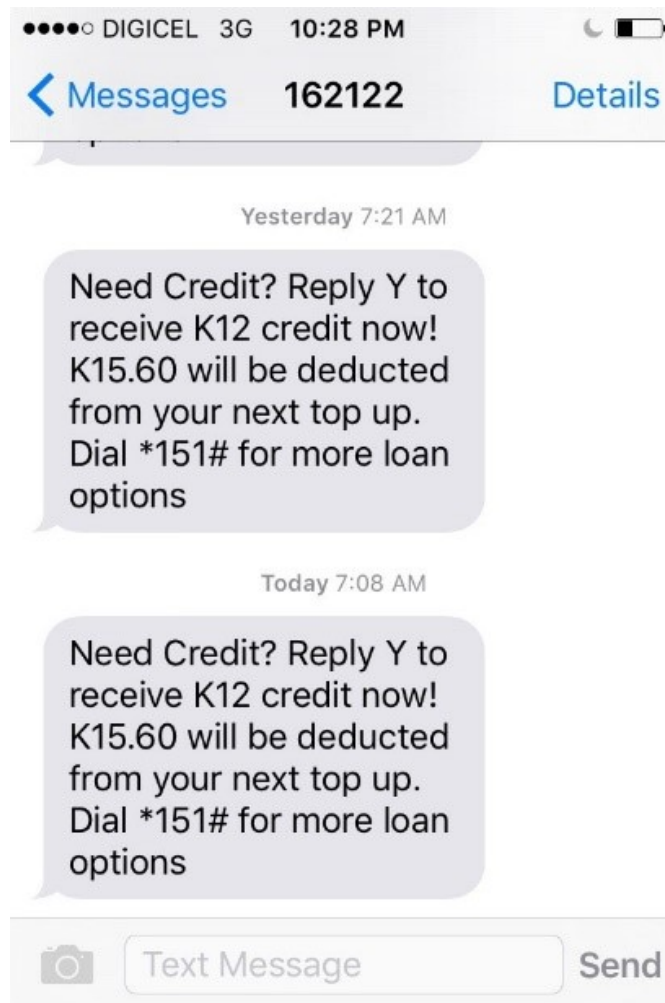 DIGICEL 3G 10:28 PM
Messages 162122 Details
Yesterday 7:21 AM
Need Credit? Reply Y to
receive K12 credit now!
K15.60 will be deducted
from your next top up.
Dial *151# for more loan
options
Today 7:08 AM
Need Credit? Reply Y to
receive K12 credit now!
K15.60 will be deducted
from your next top up.
Dial *151# for more loan
options
Text Message Send